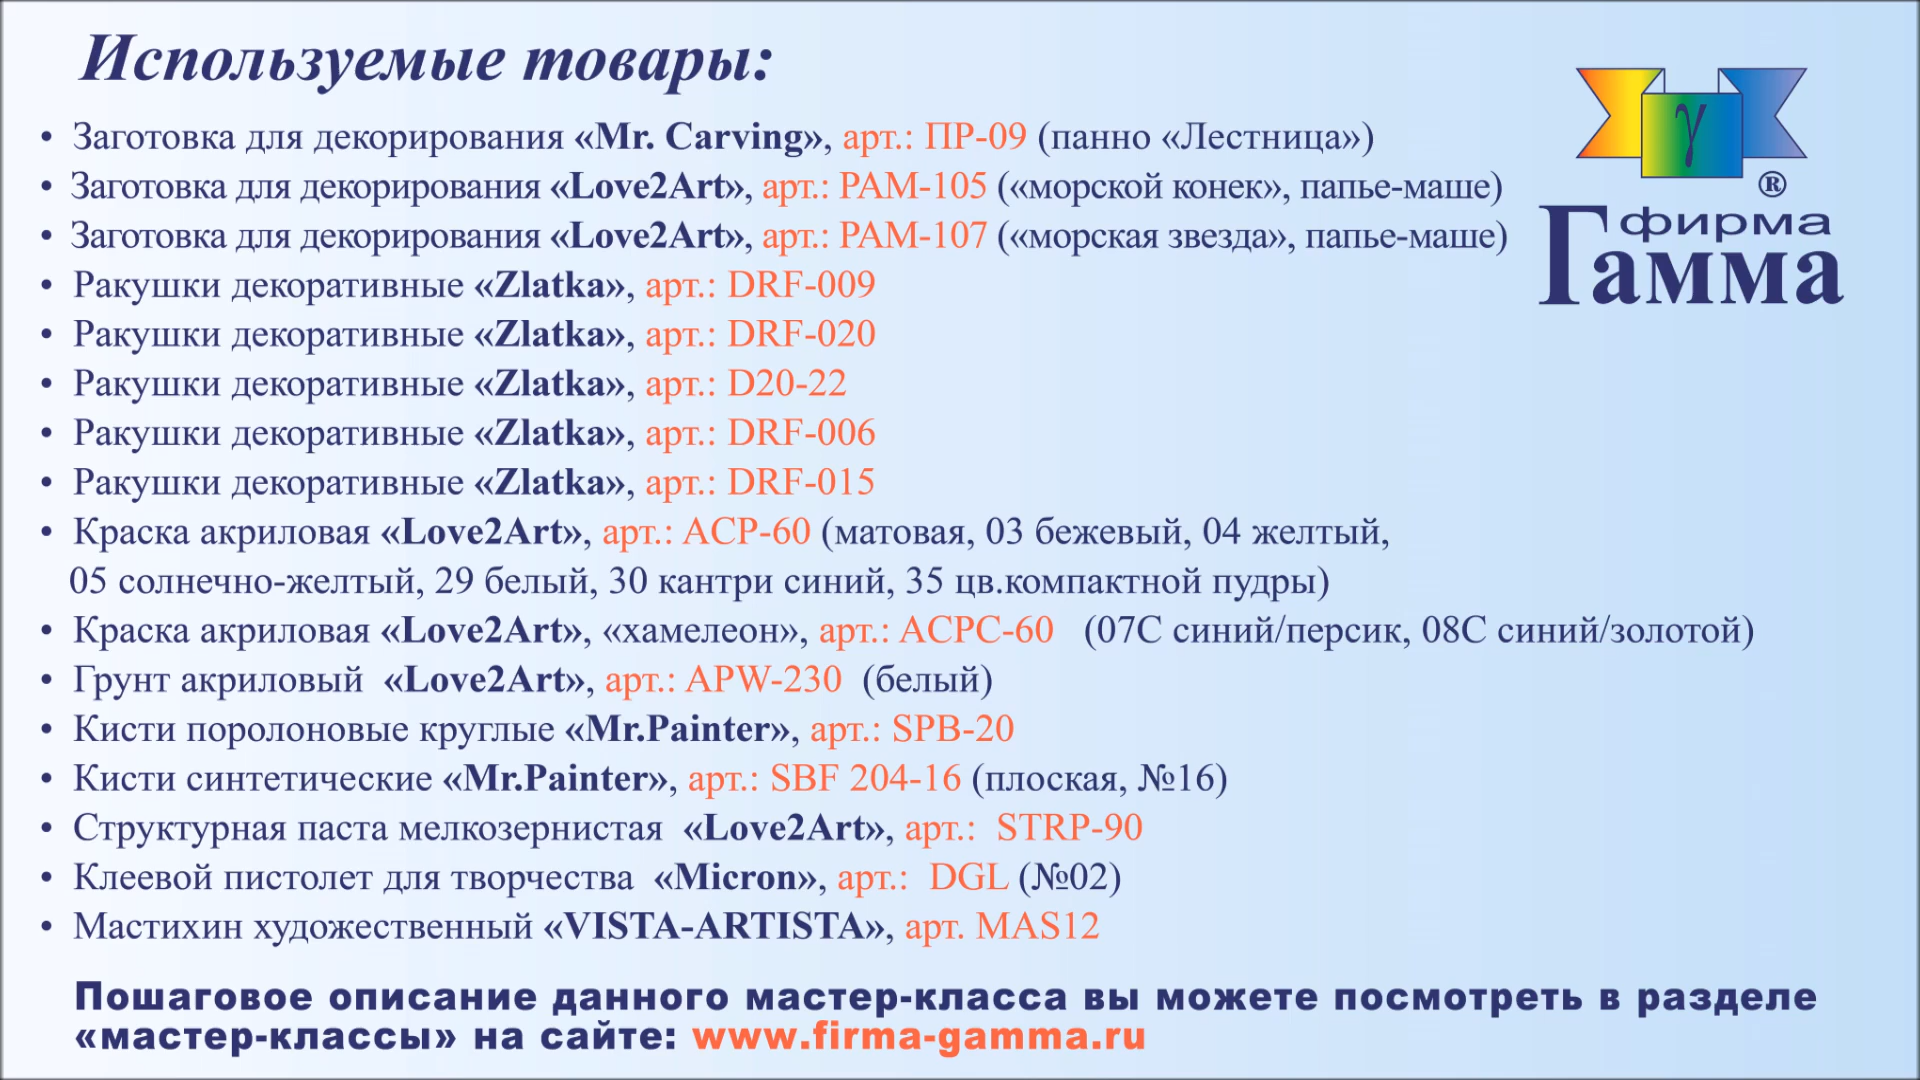 Используемые товары:
γ
®
фирма
Гамма
• Заготовка для декорирования «Mr. Carving», арт.: ПР-09 (панно «Лестница»)
• Заготовка для декорирования «Love2Art», арт.: PAM-105 («морской конек», папье-маше)
• Заготовка для декорирования «Love2Art», арт.: PAM-107 («морская звезда», папье-маше)
• Ракушки декоративные «Zlatka», арт.: DRF-009
• Ракушки декоративные «Zlatka», арт.: DRF-020
• Ракушки декоративные «Zlatka», арт.: D20-22
• Ракушки декоративные «Zlatka», арт.: DRF-006
• Ракушки декоративные «Zlatka», арт.: DRF-015
• Краска акриловая «Love2Art», арт.: ACP-60 (матовая, 03 бежевый, 04 желтый,
05 солнечно-желтый, 29 белый, 30 кантри синий, 35 цв.компактной пудры)
• Краска акриловая «Love2Art», «хамелеон», арт.: ACPC-60 (07С синий/персик, 08С синий/золотой)
• Грунт акриловый «Love2Art», арт.: APW-230 (белый)
• Кисти поролоновые круглые «Mr.Painter», арт.: SPB-20
• Кисти синтетические «Mr.Painter», арт.: SBF 204-16 (плоская, №16)
• Структурная паста мелкозернистая «Love2Art», арт.: STRP-90
• Клеевой пистолет для творчества «Micron», арт.: DGL (№02)
• Мастихин художественный «VISTA-ARTISTA», арт. MAS12
Пошаговое описание данного мастер-класса вы можете посмотреть в разделе
«мастер-классы» на сайте: www.firma-gamma.ru